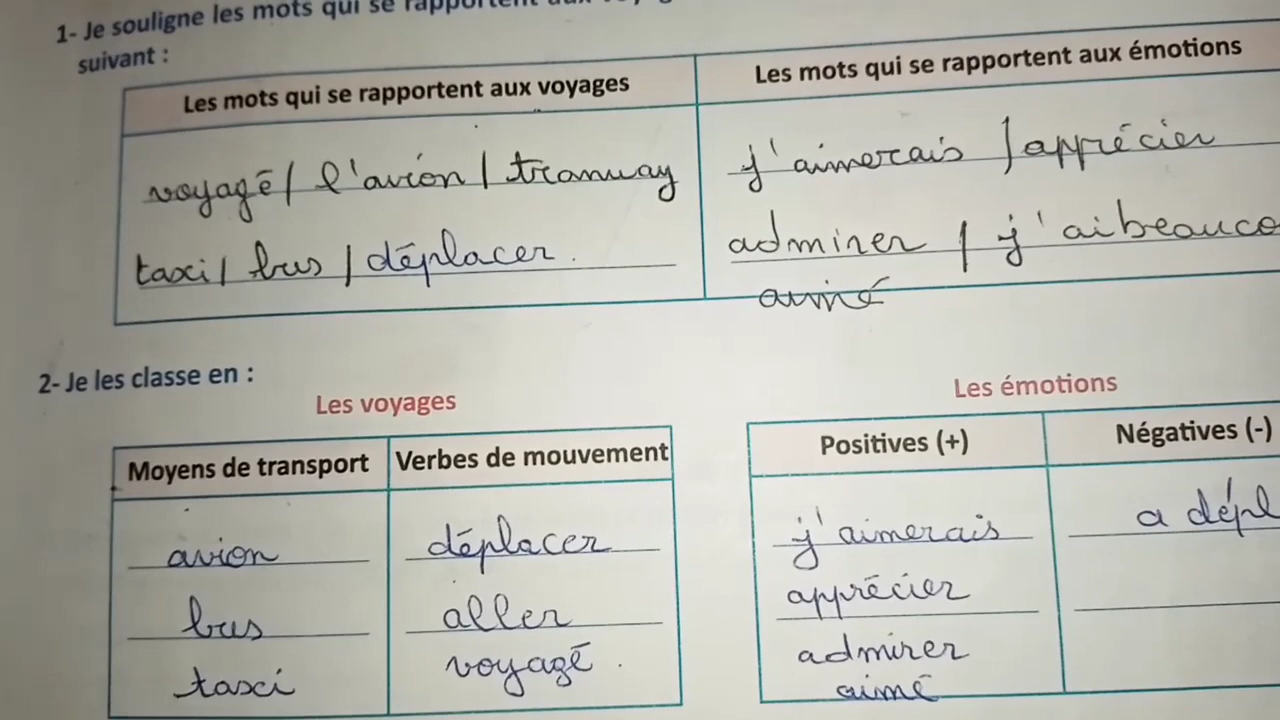 1- Je souligne les mots qui se rapportent aux
suivant :
Les mots qui se rapportent aux voyages
Les mots qui se rapportent aux émotions
voyagé / l'avion / tramway
taxi / bus / déplacer.
j'aimerais / apprécier
admirer / j'ai beauco
aimé
2- Je les classe en :
Les voyages
Moyens de transport
Verbes de mouvement
avion
déplacer
bus
aller
taxi
voyagé.
Les émotions
Positives (+)
Négatives (-)
j'aimerais
a dépl
apprécier
admirer
aimé